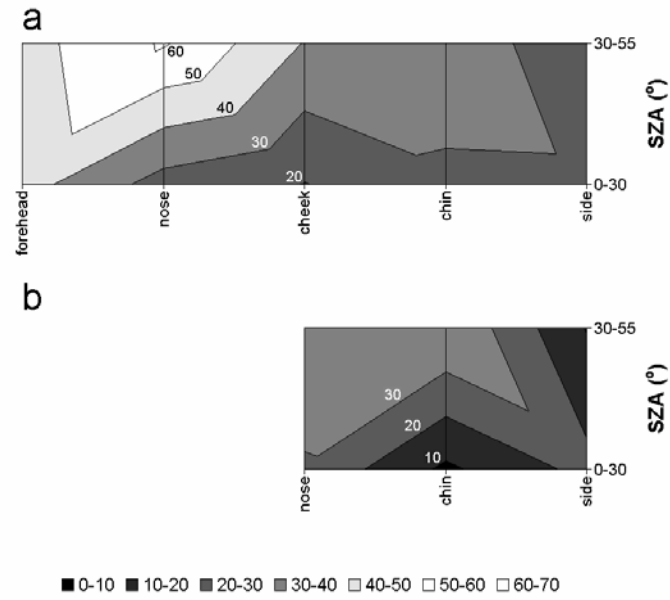 a
60
50
40
30
20
30-55
0-30
SZA (º)
forehead
nose
cheek
chin
side
b
30
20
10
30-55
0-30
SZA (º)
nose
chin
side
0-10 10-20 20-30 30-40 40-50 50-60 60-70